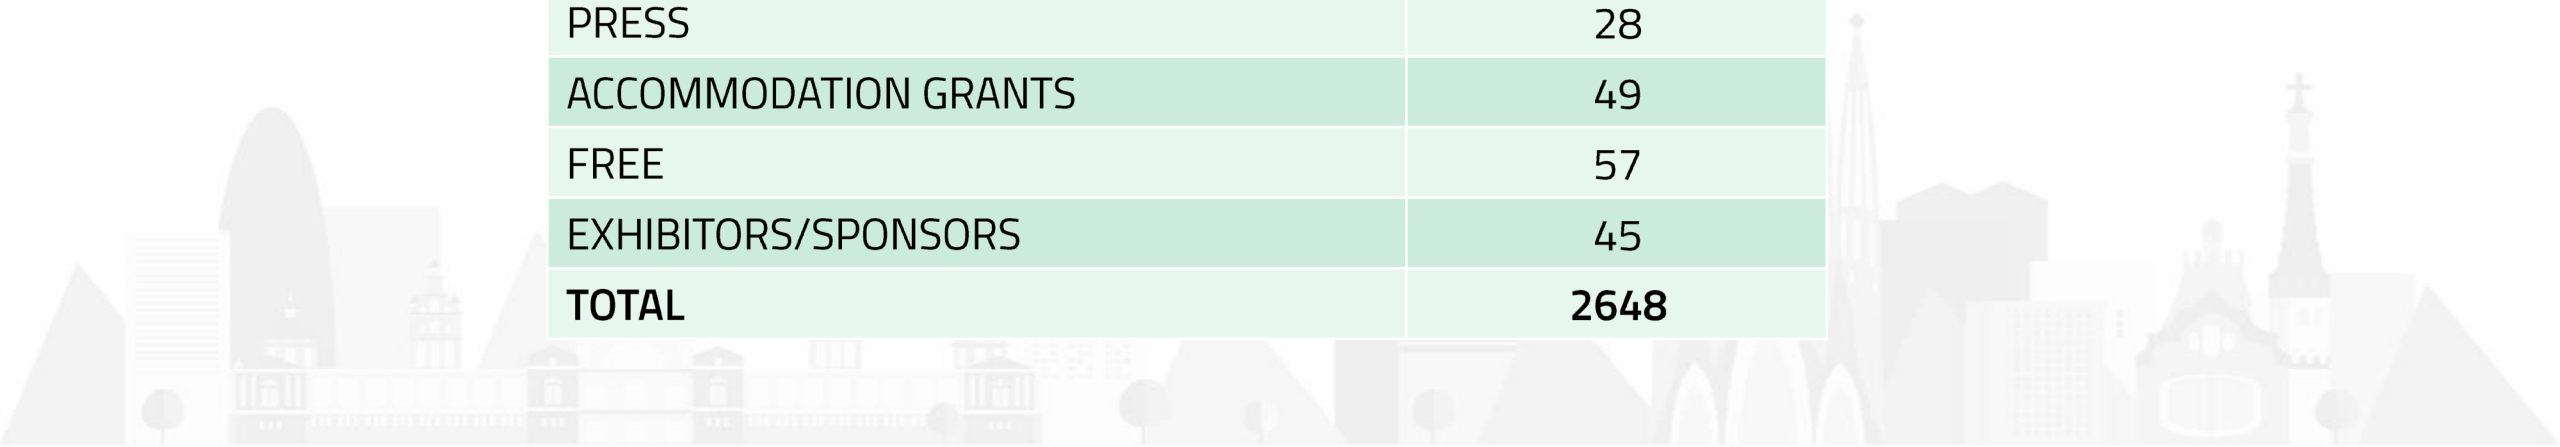 PRESS 28
ACCOMMODATION GRANTS 49
FREE 57
EXHIBITORS/SPONSORS 45
TOTAL 2648